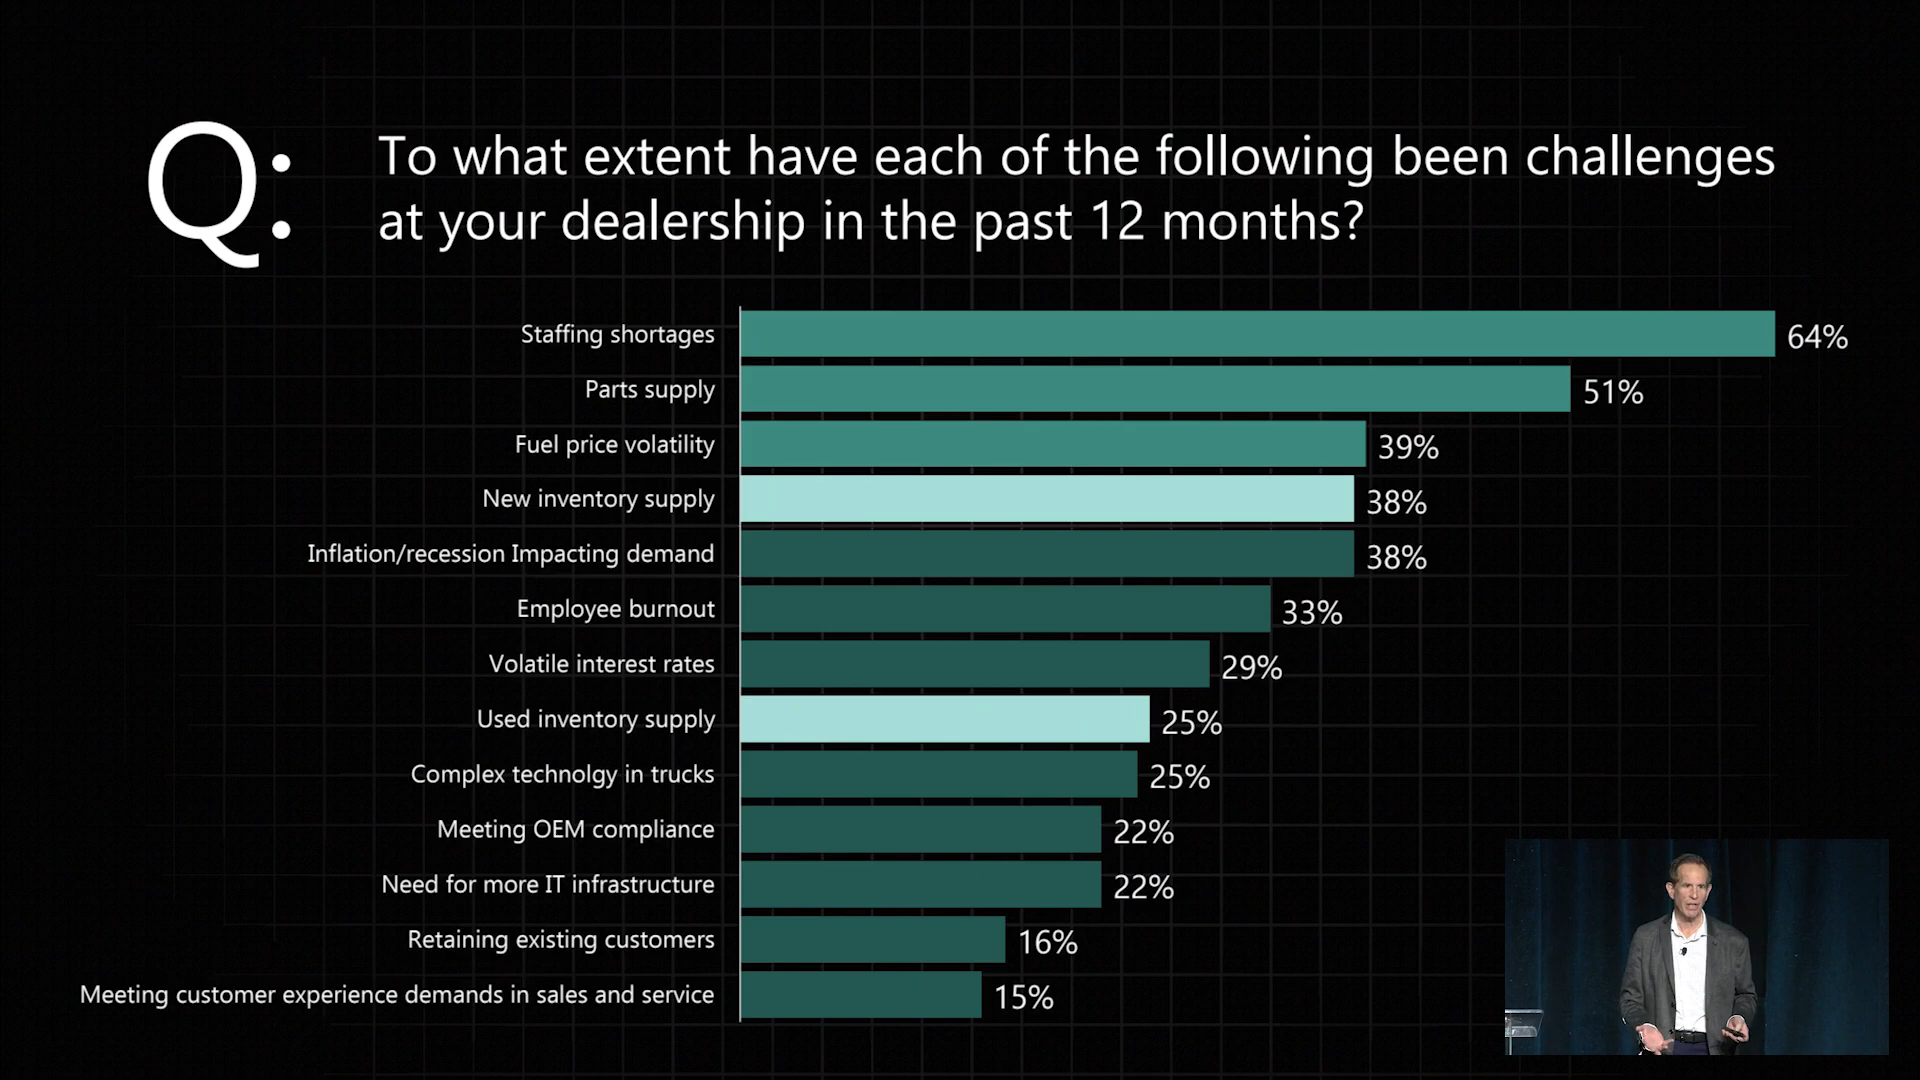 Q:
To what extent have each of the following been challenges
at your dealership in the past 12 months?
Staffing shortages 64%
Parts supply 51%
Fuel price volatility 39%
New inventory supply 38%
Inflation/recession Impacting demand 38%
Employee burnout 33%
Volatile interest rates 29%
Used inventory supply 25%
Complex technolgy in trucks 25%
Meeting OEM compliance 22%
Need for more IT infrastructure 22%
Retaining existing customers 16%
Meeting customer experience demands in sales and service 15%